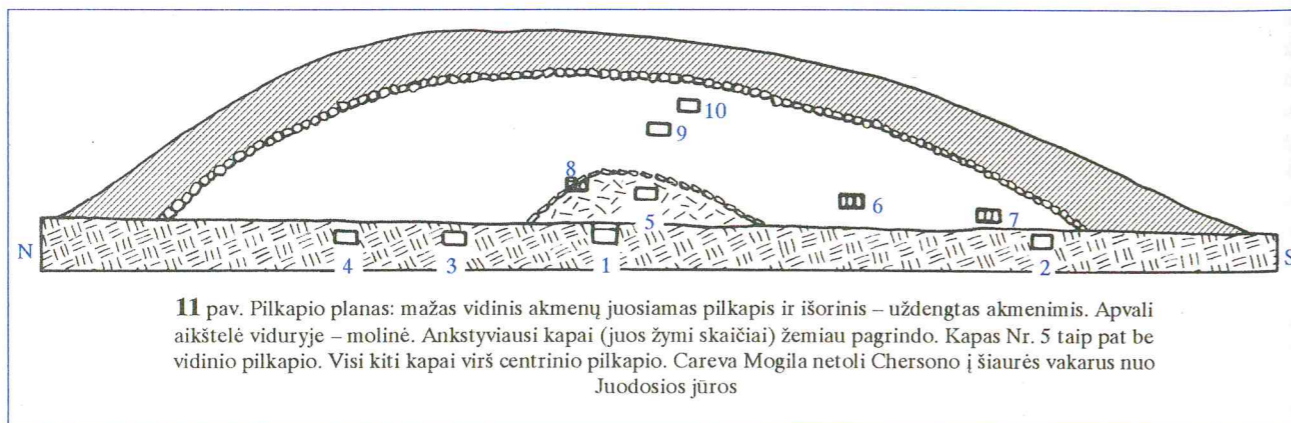 10
9
8
5
6
7
N
S
4
3
1
2
11 pav. Pilkapio planas: mažas vidinis akmenų juosiamas pilkapis ir išorinis – uždengtas akmenimis. Apvali
aikštelė viduryje – molinė. Ankstyviausi kapai (juos žymi skaičiai) žemiau pagrindo. Kapas Nr. 5 taip pat be
vidinio pilkapio. Visi kiti kapai virš centrinio pilkapio. Careva Mogila netoli Chersono į šiaurės vakarus nuo
Juodosios jūros